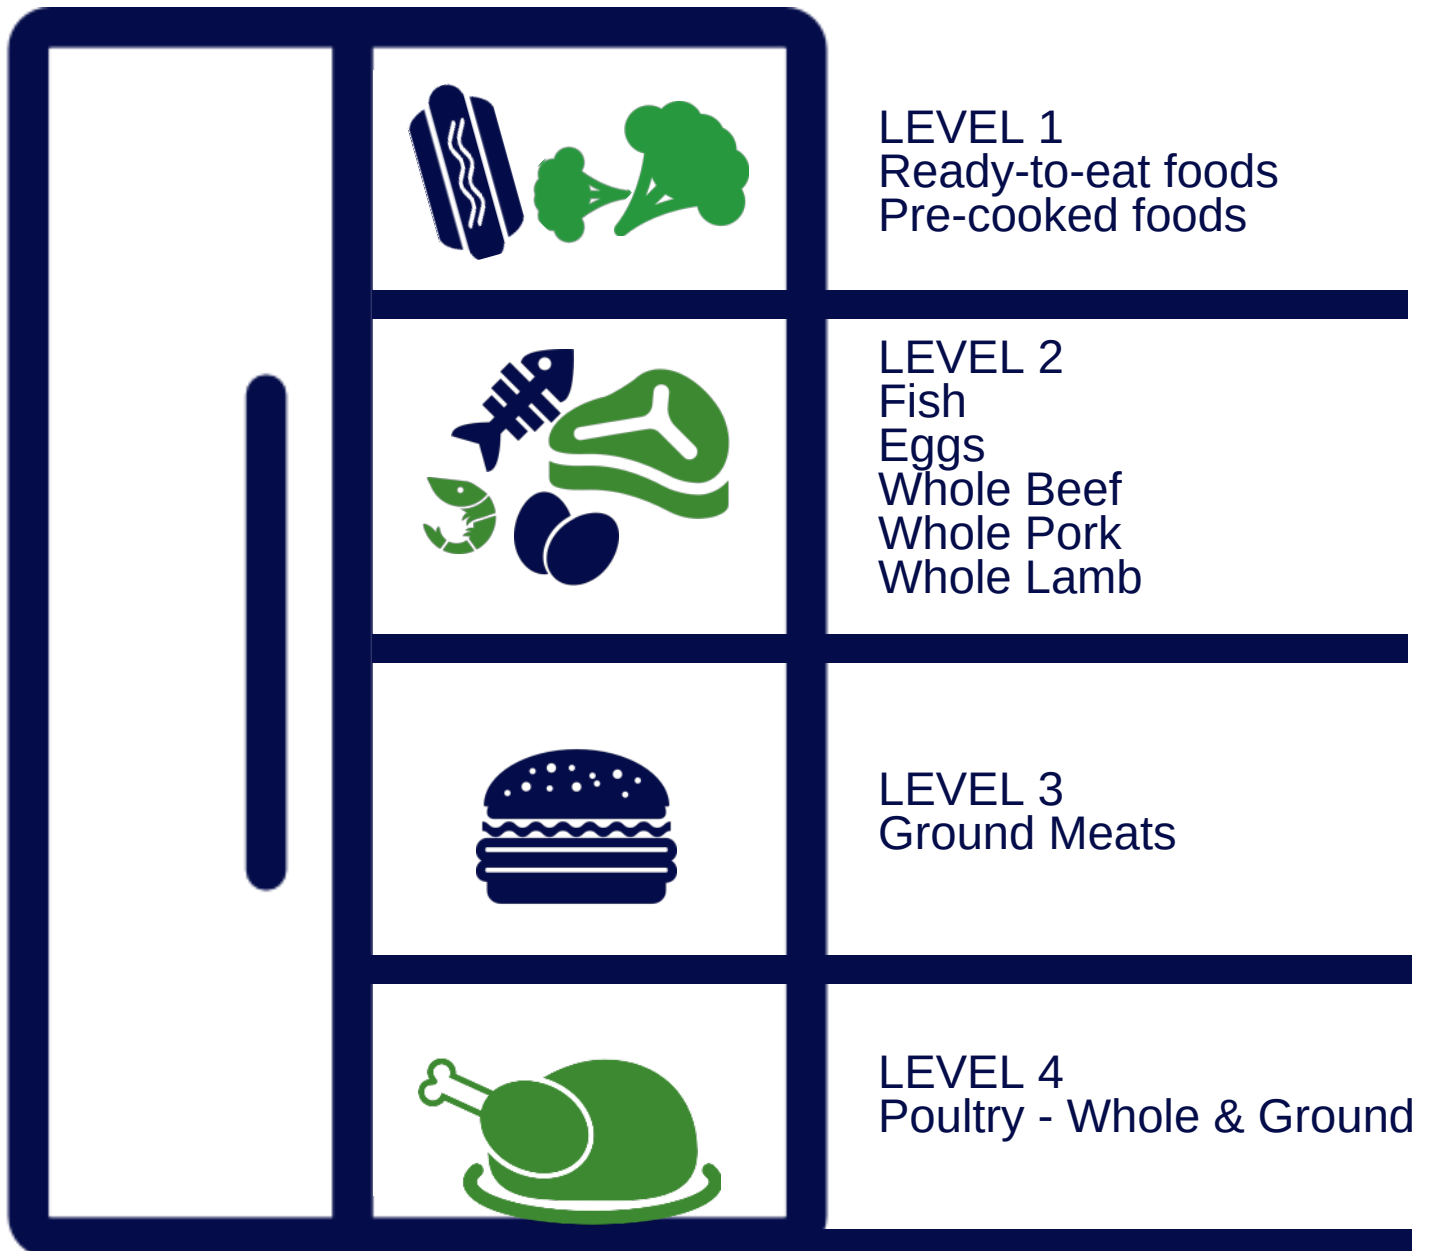 LEVEL 1
Ready-to-eat foods
Pre-cooked foods
LEVEL 2
Fish
Eggs
Whole Beef
Whole Pork
Whole Lamb
LEVEL 3
Ground Meats
LEVEL 4
Poultry - Whole & Ground